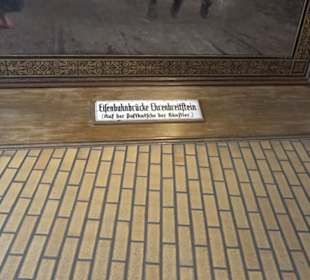 Eisenbahnbrücke Ehrenbreitstein
(Auf der Postkutsche der Künstler.)